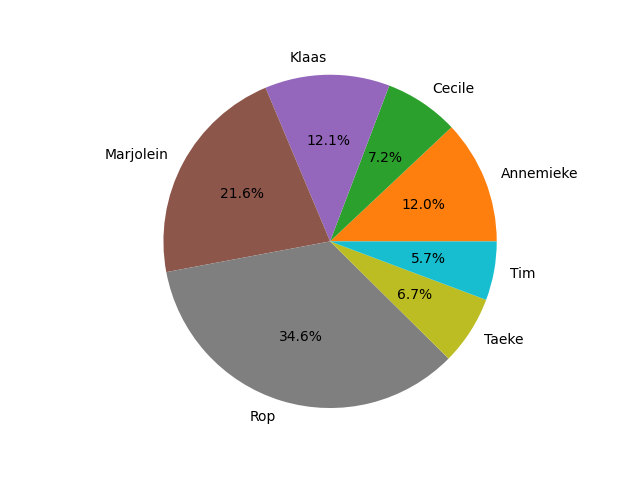 Klaas
Cecile
Marjolein
Annemieke
12.1%
7.2%
21.6%
12.0%
5.7%
Tim
6.7%
34.6%
Taeke
Rop